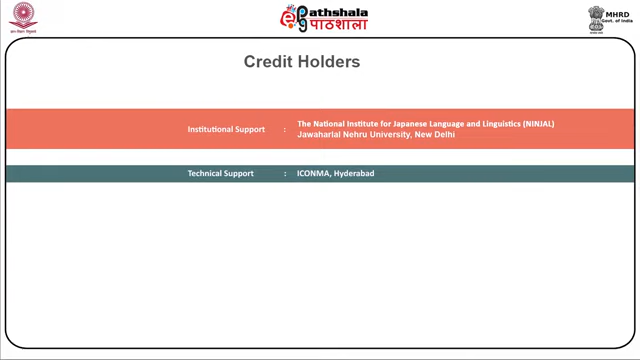 ePG Pathshala
पाठशाला
MHRD
Govt. of India
Credit Holders
Institutional Support : The National Institute for Japanese Language and Linguistics (NINJAL)
Jawaharlal Nehru University, New Delhi
Technical Support : ICONMA, Hyderabad